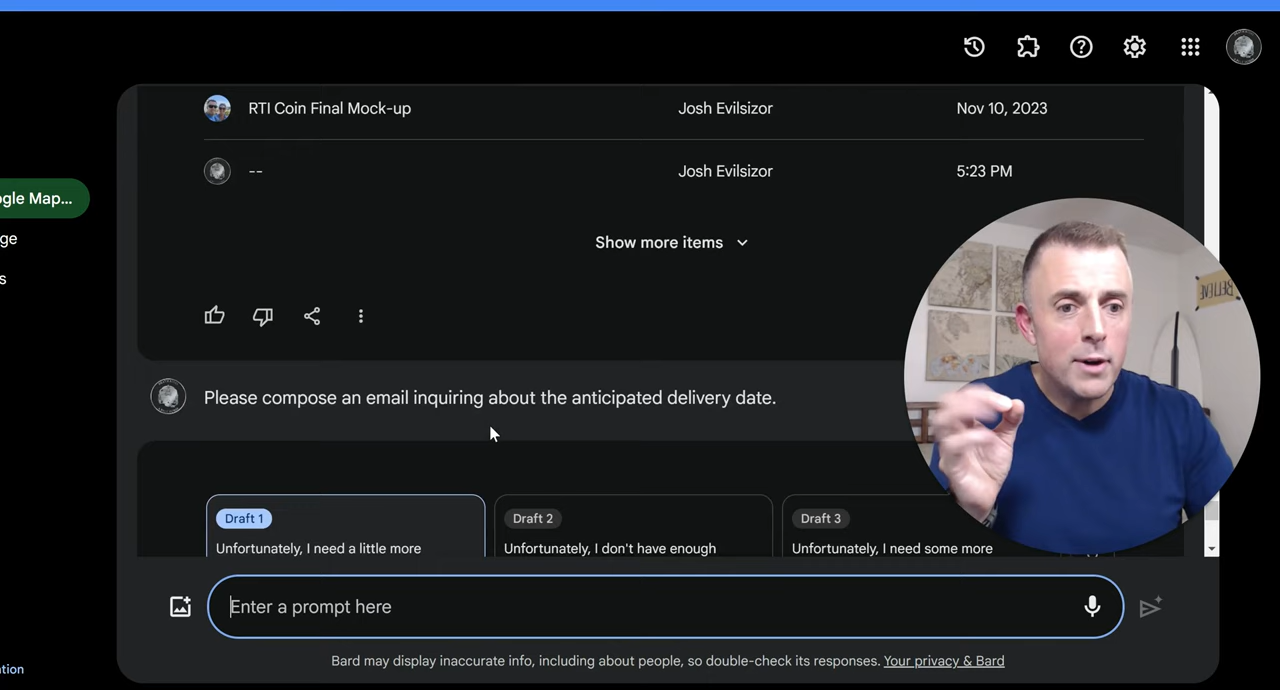 RTI Coin Final Mock-up Josh Evilsizor Nov 10, 2023
-- Josh Evilsizor 5:23 PM
ogle Map...
ge
s
Show more items
BELIEVE
Please compose an email inquiring about the anticipated delivery date.
Draft 1 Draft 2 Draft 3
Unfortunately, I need a little more Unfortunately, I don't have enough Unfortunately, I need some more
Enter a prompt here
Bard may display inaccurate info, including about people, so double-check its responses. Your privacy & Bard
ation